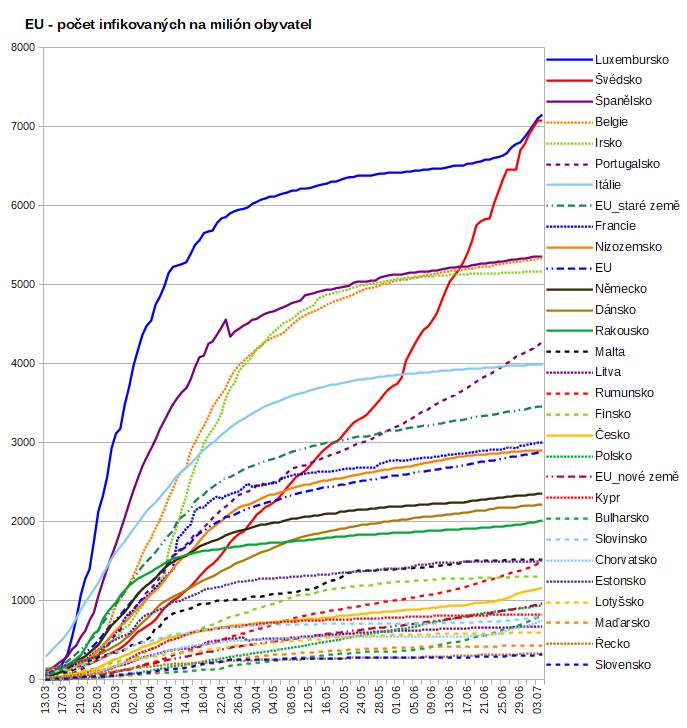 EU - počet infikovaných na milión obyvatel
8000
7000
6000
5000
4000
3000
2000
1000
0
13.03
17.03
21.03
25.03
29.03
02.04
06.04
10.04
14.04
18.04
22.04
26.04
30.04
04.05
08.05
12.05
16.05
20.05
24.05
28.05
01.06
05.06
09.06
13.06
17.06
21.06
25.06
29.06
03.07
Luxembursko
Švédsko
Španělsko
Belgie
Irsko
Portugalsko
Itálie
EU_staré země
Francie
Nizozemsko
EU
Německo
Dánsko
Rakousko
Malta
Litva
Rumunsko
Finsko
Česko
Polsko
EU_nové země
Kypr
Bulharsko
Slovinsko
Chorvatsko
Estonsko
Lotyšsko
Maďarsko
Řecko
Slovensko